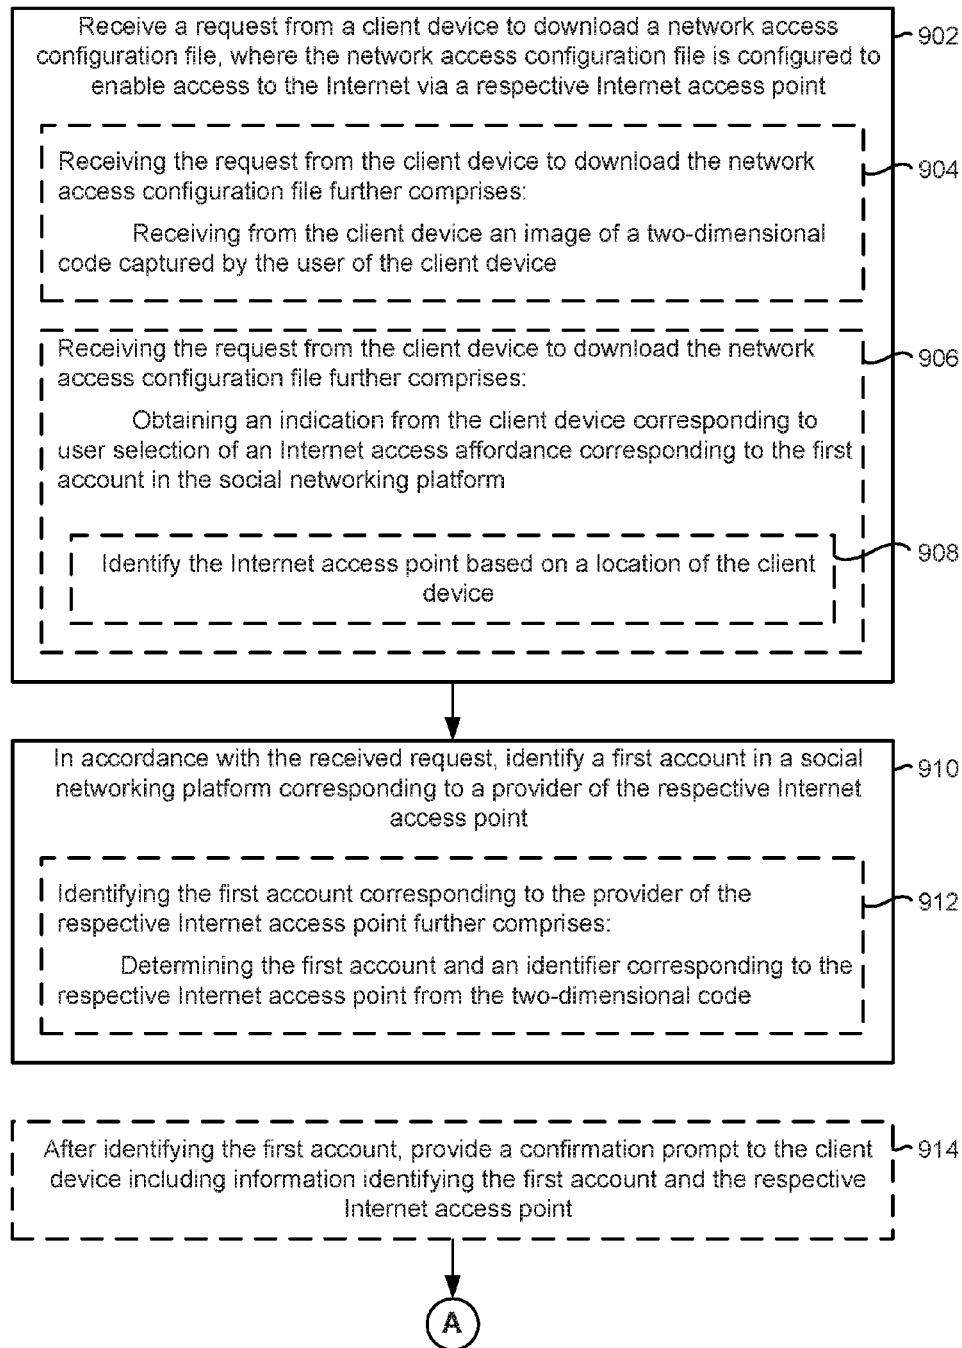 Receive a request from a client device to download a network access
configuration file, where the network access configuration file is configured to
enable access to the Internet via a respective Internet access point
902
Receiving the request from the client device to download the network
access configuration file further comprises:
Receiving from the client device an image of a two-dimensional
code captured by the user of the client device
904
Receiving the request from the client device to download the network
access configuration file further comprises:
Obtaining an indication from the client device corresponding to
user selection of an Internet access affordance corresponding to the first
account in the social networking platform
906
Identify the Internet access point based on a location of the client
device
908
In accordance with the received request, identify a first account in a social
networking platform corresponding to a provider of the respective Internet
access point
910
Identifying the first account corresponding to the provider of the
respective Internet access point further comprises:
Determining the first account and an identifier corresponding to the
respective Internet access point from the two-dimensional code
912
After identifying the first account, provide a confirmation prompt to the client
device including information identifying the first account and the respective
Internet access point
914
A